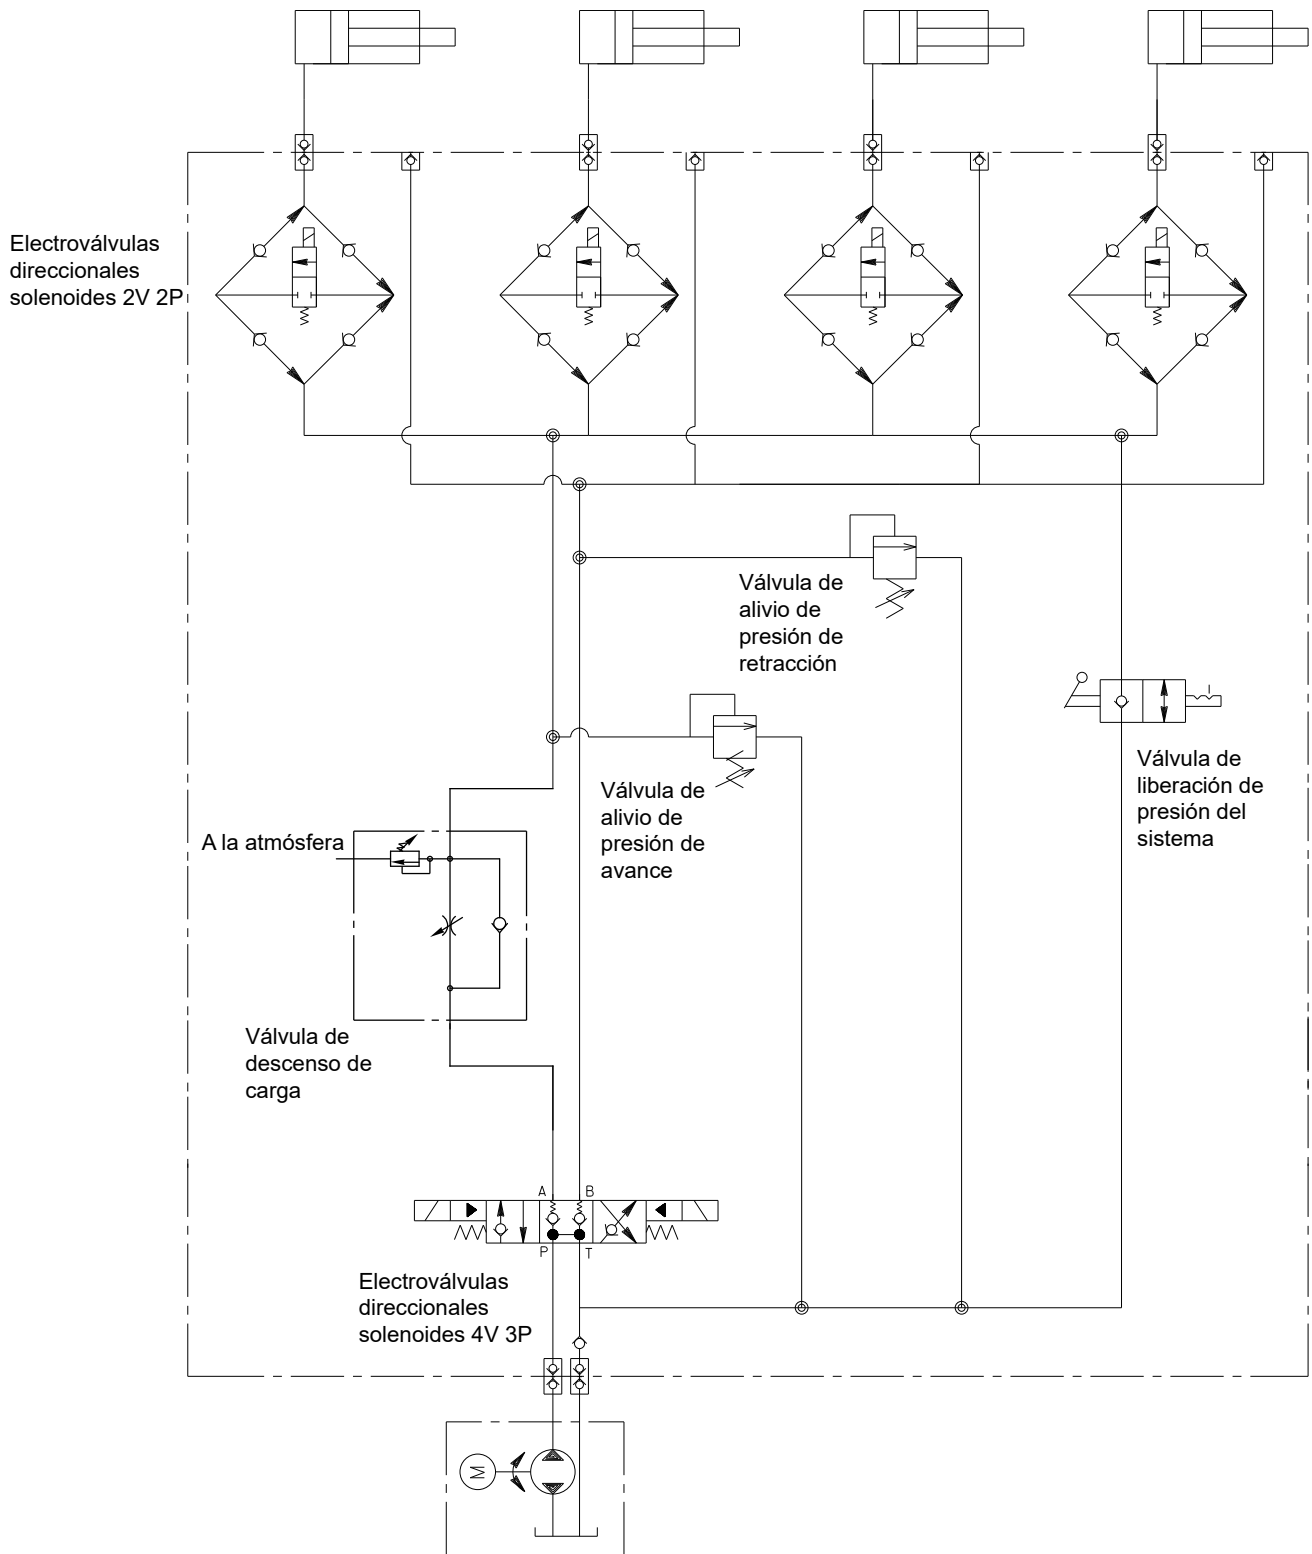 Electroválvulas
direccionales
solenoides 2V 2P
Válvula de
alivio de
presión de
retracción
Válvula de
liberación de
presión del
sistema
Válvula de
alivio de
presión de
avance
A la atmósfera
Válvula de
descenso de
carga
A B
P T
Electroválvulas
direccionales
solenoides 4V 3P
M